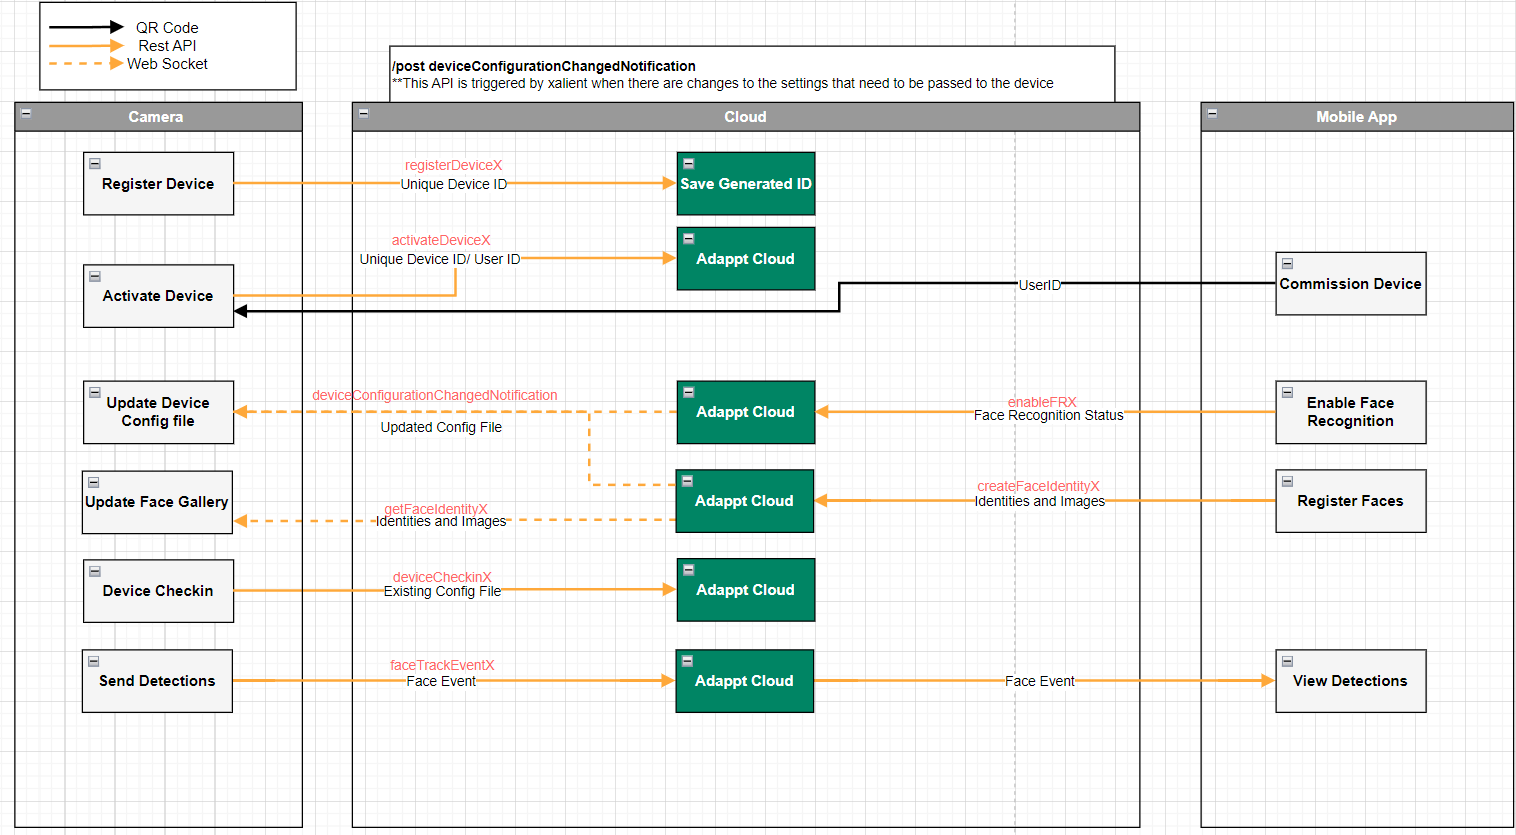 QR Code
Rest API
Web Socket
/post deviceConfigurationChangedNotification
**This API is triggered by xalient when there are changes to the settings that need to be passed to the device
Camera
Cloud
Mobile App
Register Device
registerDeviceX
Unique Device ID
Save Generated ID
activateDeviceX
Unique Device ID/ User ID
Adappt Cloud
Activate Device
UserID
Commission Device
Update Device
Config file
deviceConfigurationChangedNotification
Updated Config File
Adappt Cloud
enableFRX
Face Recognition Status
Enable Face
Recognition
Update Face Gallery
getFaceIdentityX
Identities and Images
Adappt Cloud
createFaceIdentityX
Identities and Images
Register Faces
Device Checkin
deviceCheckinX
Existing Config File
Adappt Cloud
Send Detections
faceTrackEventX
Face Event
Adappt Cloud
Face Event
View Detections